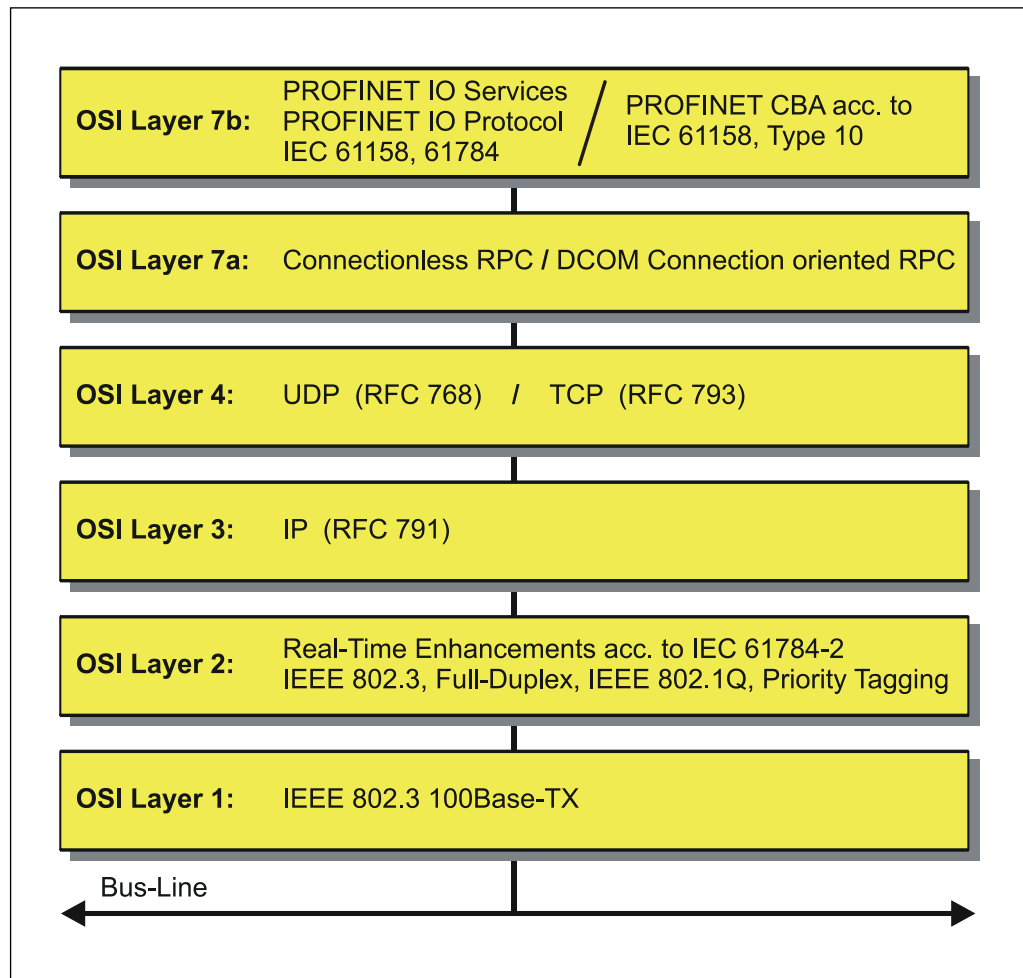 OSI Layer 7b:
PROFINET IO Services
PROFINET IO Protocol
IEC 61158, 61784
/
PROFINET CBA acc. to
IEC 61158, Type 10
OSI Layer 7a: Connectionless RPC / DCOM Connection oriented RPC
OSI Layer 4: UDP (RFC 768) / TCP (RFC 793)
OSI Layer 3: IP (RFC 791)
OSI Layer 2:
Real-Time Enhancements acc. to IEC 61784-2
IEEE 802.3, Full-Duplex, IEEE 802.1Q, Priority Tagging
OSI Layer 1: IEEE 802.3 100Base-TX
Bus-Line